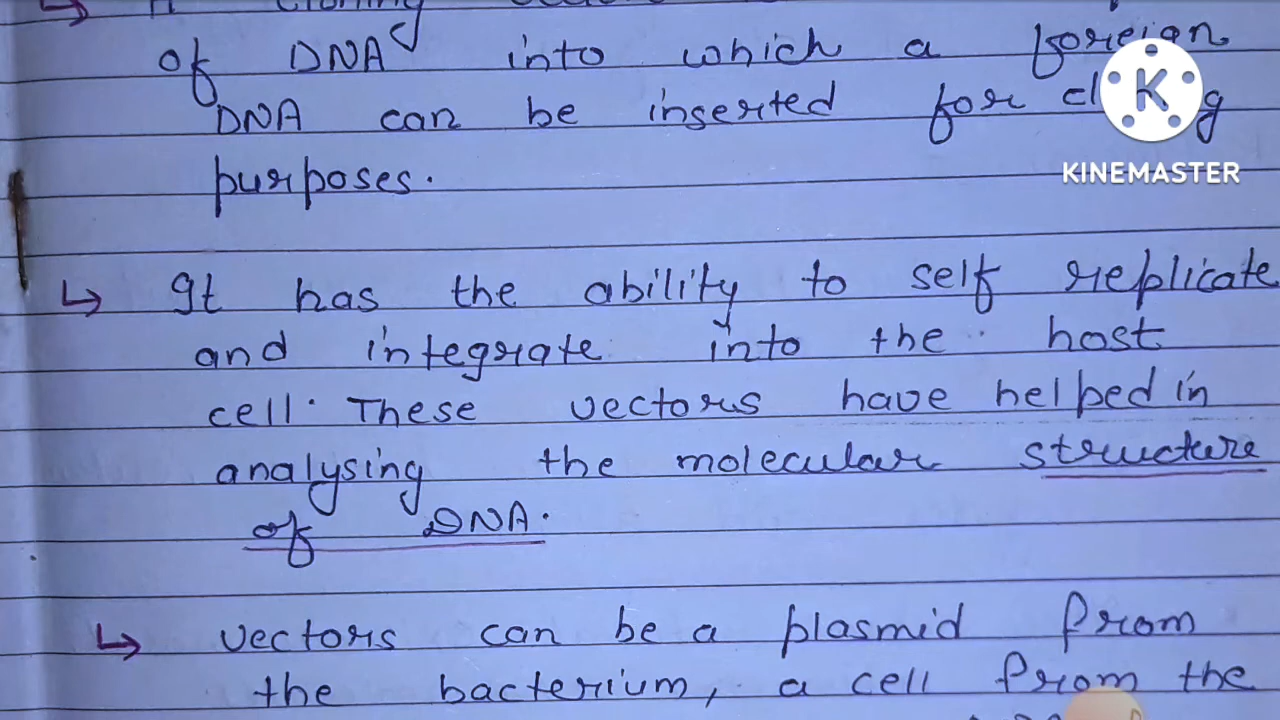 of DNA into which a foreign
DNA can be inserted for
purposes.
KINEMASTER
↳ It has the ability to self replicate
and integrate into the host
cell. These vectors have helped in
analysing the molecular structure
of DNA.
↳ vectors can be a plasmid from
the bacterium, a cell from the